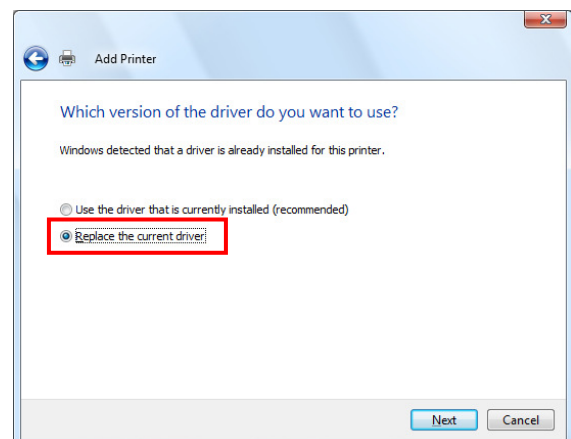 Add Printer
Which version of the driver do you want to use?
Windows detected that a driver is already installed for this printer.
Use the driver that is currently installed (recommended)
Replace the current driver
Next
Cancel